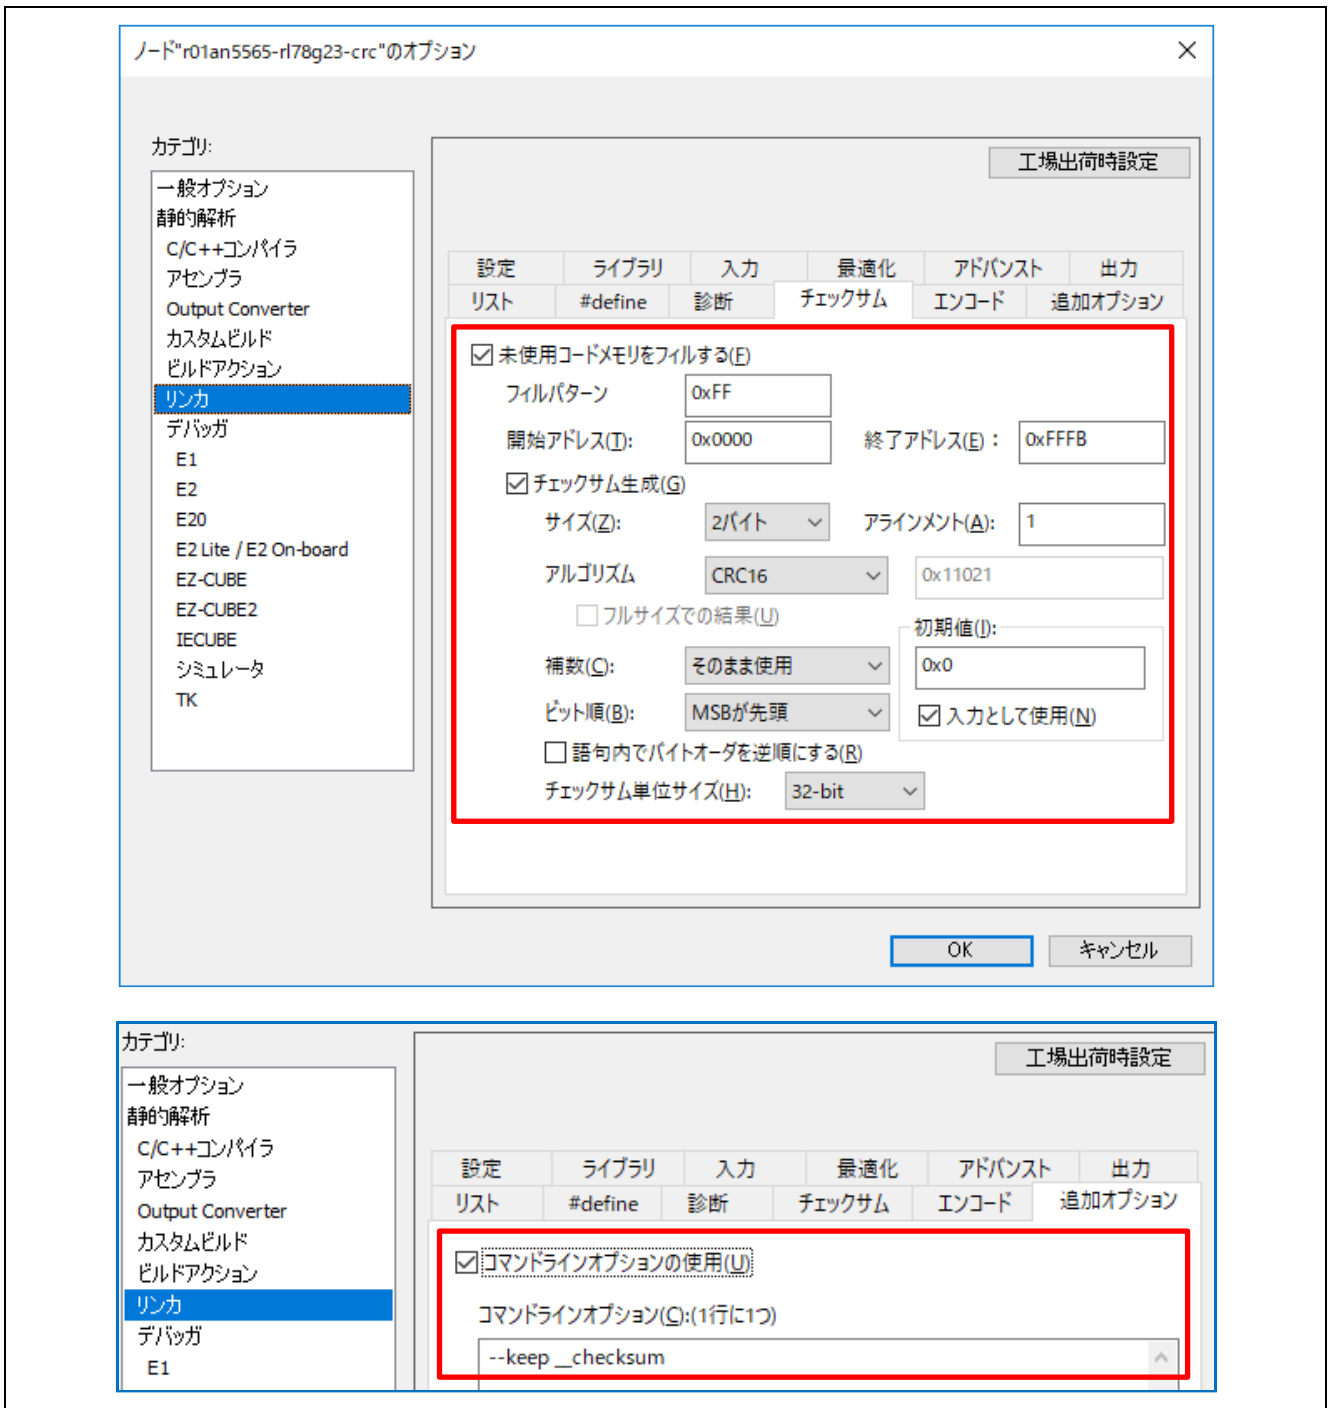 ノード"r01an5565-rl78g23-crc"のオプション
カテゴリ:
一般オプション
静的解析
C/C++コンパイラ
アセンブラ
Output Converter
カスタムビルド
ビルドアクション
リンカ
デバッガ
E1
E2
E20
E2 Lite / E2 On-board
EZ-CUBE
EZ-CUBE2
IECUBE
シミュレータ
TK
工場出荷時設定
設定 ライブラリ 入力 最適化 アドバンスト 出力
リスト #define 診断 チェックサム エンコード 追加オプション
未使用コードメモリをフィルする(F)
フィルパターン 0xFF
開始アドレス(T): 0x0000 終了アドレス(E): 0xFFFB
チェックサム生成(G)
サイズ(Z): 2バイト アラインメント(A): 1
アルゴリズム CRC16 0x11021
フルサイズでの結果(U)
初期値(I):
補数(C): そのまま使用 0x0
ビット順(B): MSBが先頭 入力として使用(N)
語句内でバイトオーダを逆順にする(R)
チェックサム単位サイズ(H): 32-bit
OK キャンセル
カテゴリ:
一般オプション
静的解析
C/C++コンパイラ
アセンブラ
Output Converter
カスタムビルド
ビルドアクション
リンカ
デバッガ
E1
工場出荷時設定
設定 ライブラリ 入力 最適化 アドバンスト 出力
リスト #define 診断 チェックサム エンコード 追加オプション
コマンドラインオプションの使用(U)
コマンドラインオプション(C):(1行に1つ)
--keep __checksum